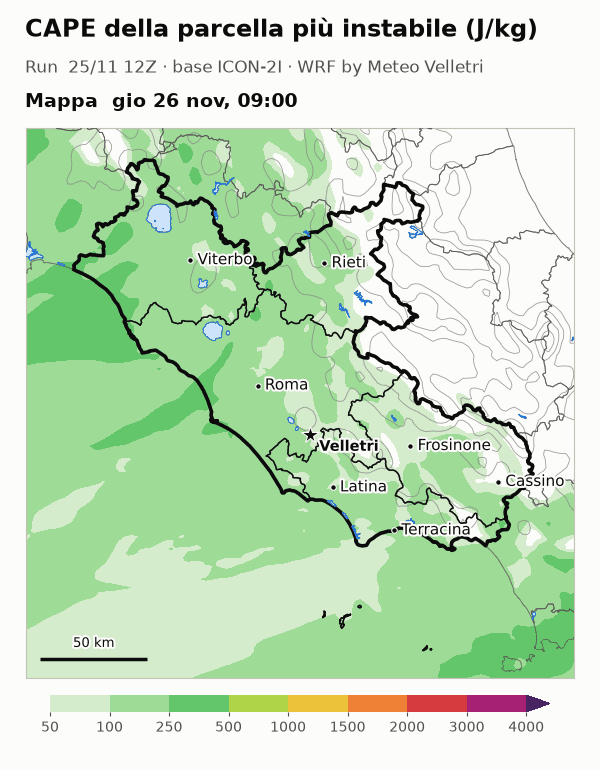 CAPE della parcella più instabile (J/kg)
Run  25/11 12Z · base ICON-2I · WRF by Meteo Velletri
Mappa  gio 26 nov, 09:00
Viterbo
Rieti
Roma
Velletri
Frosinone
Cassino
Latina
Terracina
50 km
50 100 250 500 1000 1500 2000 3000 4000